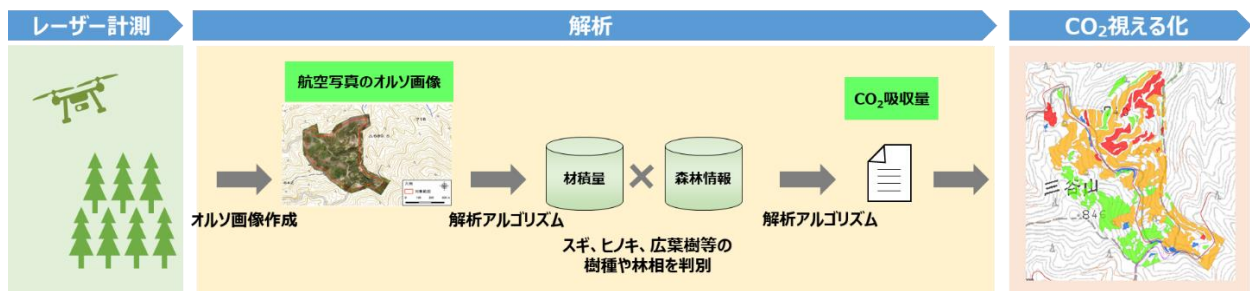 レーザー計測
解析
CO₂視える化
航空写真のオルソ画像
CO₂吸収量
材積量
森林情報
オルソ画像作成
解析アルゴリズム
解析アルゴリズム
スギ、ヒノキ、広葉樹等の
樹種や林相を判別
三谷山
846